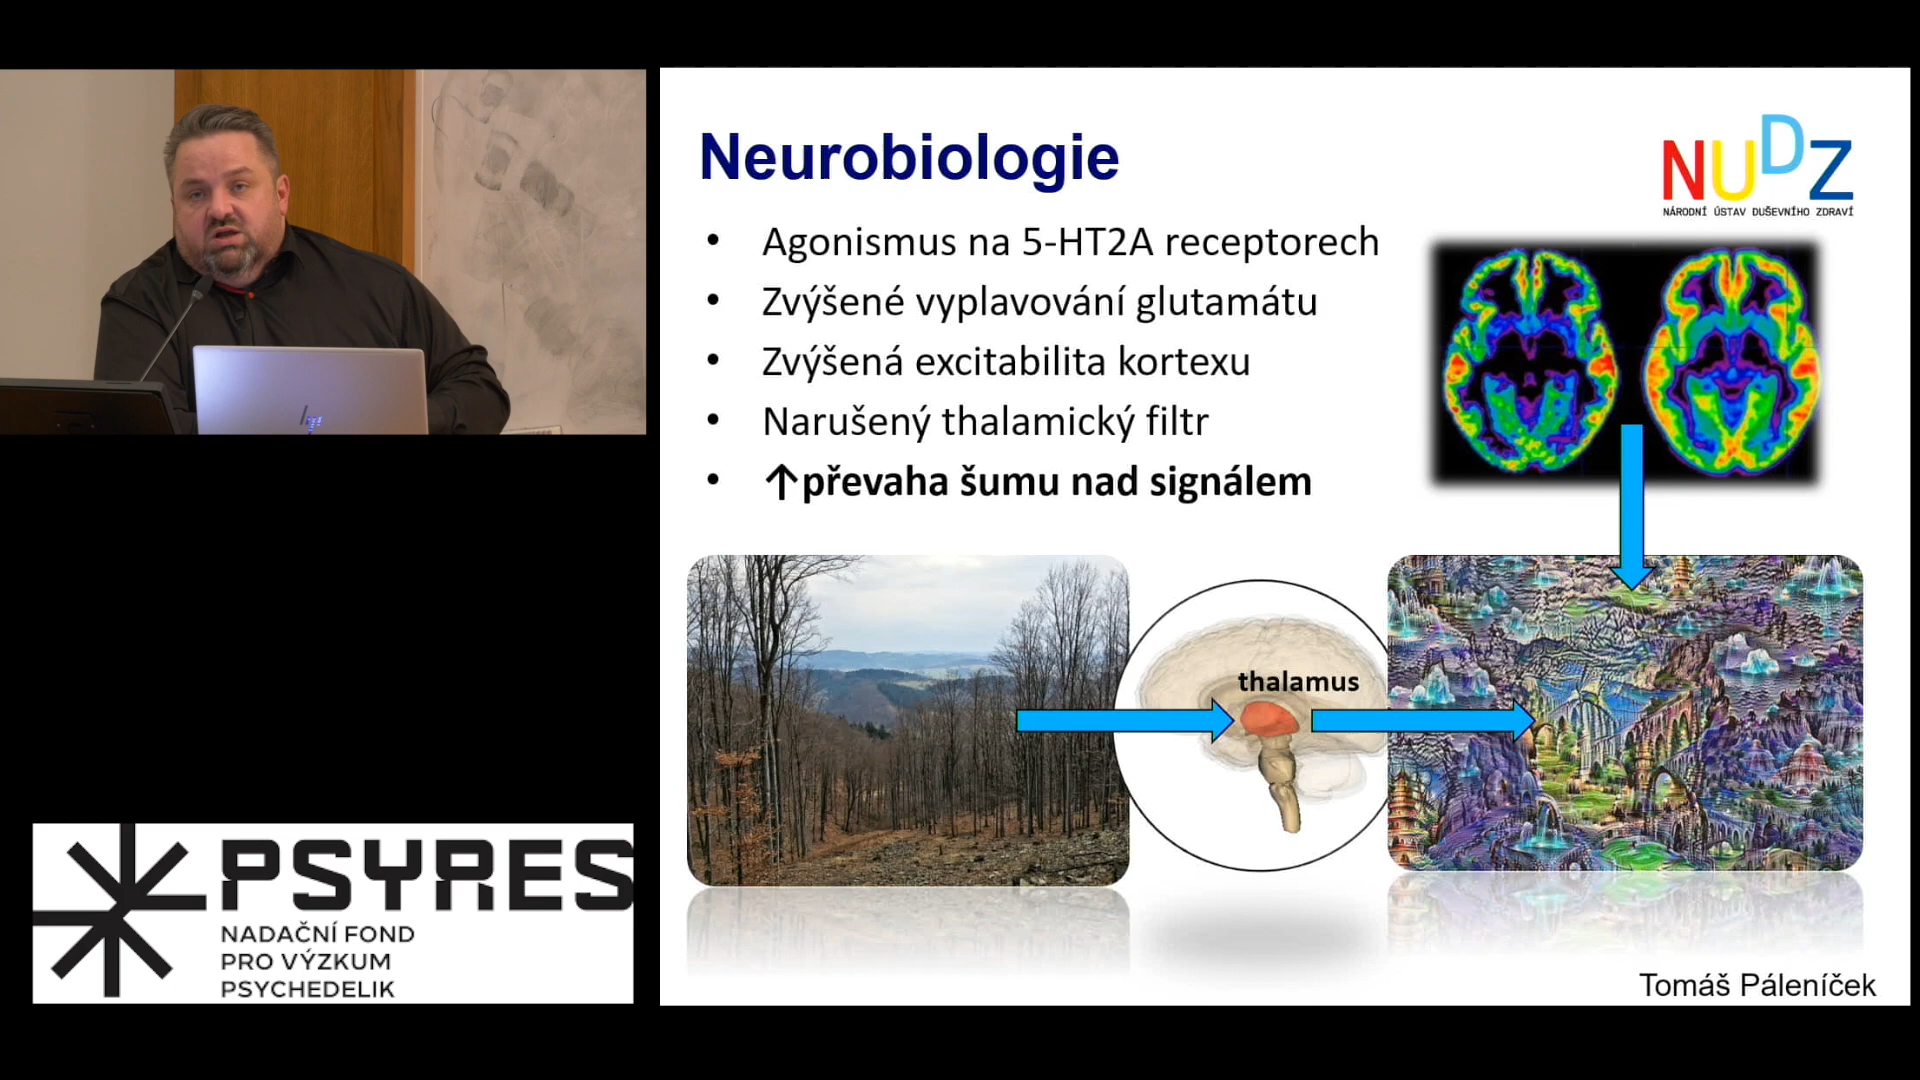 Neurobiologie
NUDZ
NÁRODNÍ ÚSTAV DUŠEVNÍHO ZDRAVÍ
• Agonismus na 5-HT2A receptorech
• Zvýšené vyplavování glutamátu
• Zvýšená excitabilita kortexu
• Narušený thalamický filtr
• ↑převaha šumu nad signálem
thalamus
Tomáš Páleníček
PSYRES
NADAČNÍ FOND
PRO VÝZKUM
PSYCHEDELIK